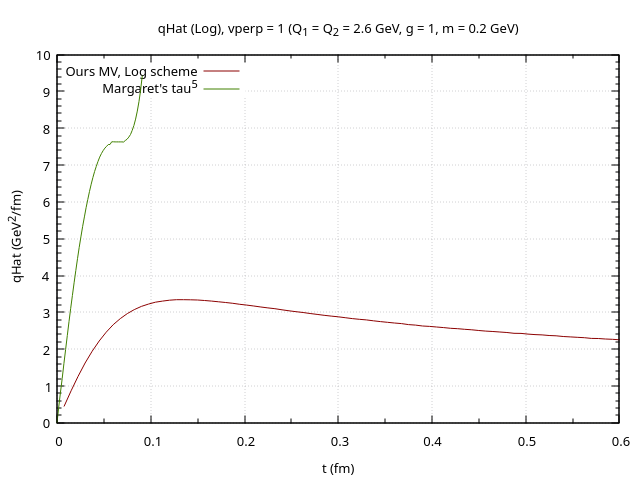 qHat (Log), vperp = 1 (Q1 = Q2 = 2.6 GeV, g = 1, m = 0.2 GeV)
10
9
8
7
6
5
4
3
2
1
0
qHat (GeV2/fm)
Ours MV, Log scheme
Margaret's tau5
0 0.1 0.2 0.3 0.4 0.5 0.6
t (fm)